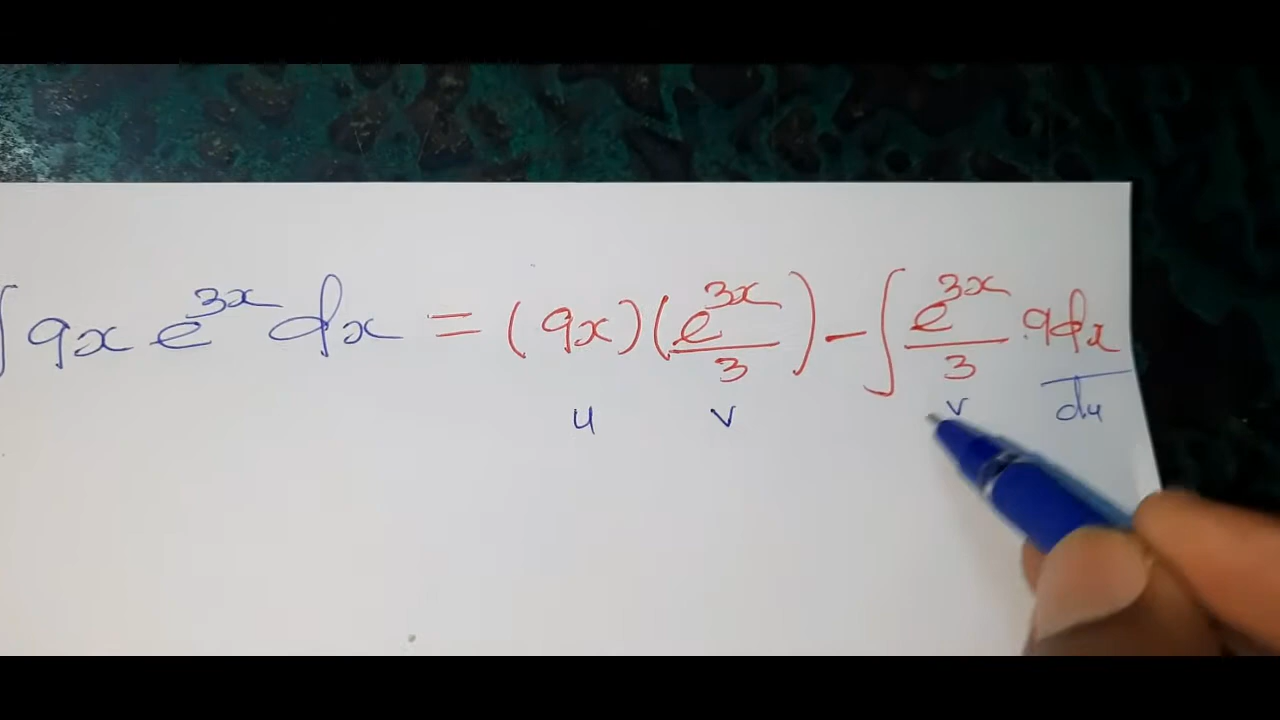 ∫ 9x e^{3x} dx = (9x)(e^{3x}/3) - ∫ e^{3x}/3 · 9dx
u v v du